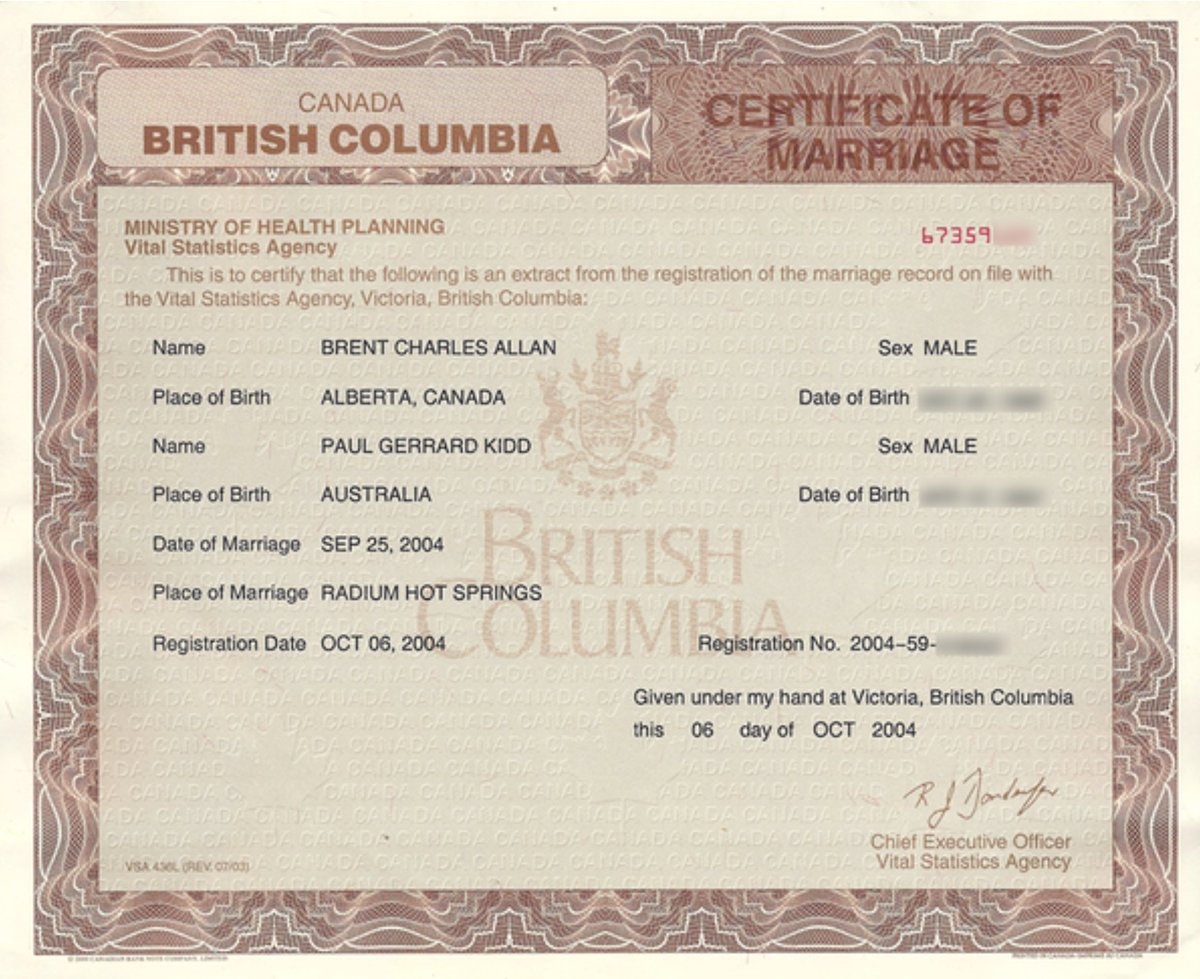 CANADA
BRITISH COLUMBIA
CERTIFICATE OF
MARRIAGE
MINISTRY OF HEALTH PLANNING
Vital Statistics Agency
67359
This is to certify that the following is an extract from the registration of the marriage record on file with
the Vital Statistics Agency, Victoria, British Columbia:
Name BRENT CHARLES ALLAN Sex MALE
Place of Birth ALBERTA, CANADA Date of Birth
Name PAUL GERRARD KIDD Sex MALE
Place of Birth AUSTRALIA Date of Birth
Date of Marriage SEP 25, 2004
BRITISH
COLUMBIA
Place of Marriage RADIUM HOT SPRINGS
Registration Date OCT 06, 2004 Registration No. 2004-59-
Given under my hand at Victoria, British Columbia
this 06 day of OCT 2004
Chief Executive Officer
Vital Statistics Agency
VSA 436L (REV. 07/03)